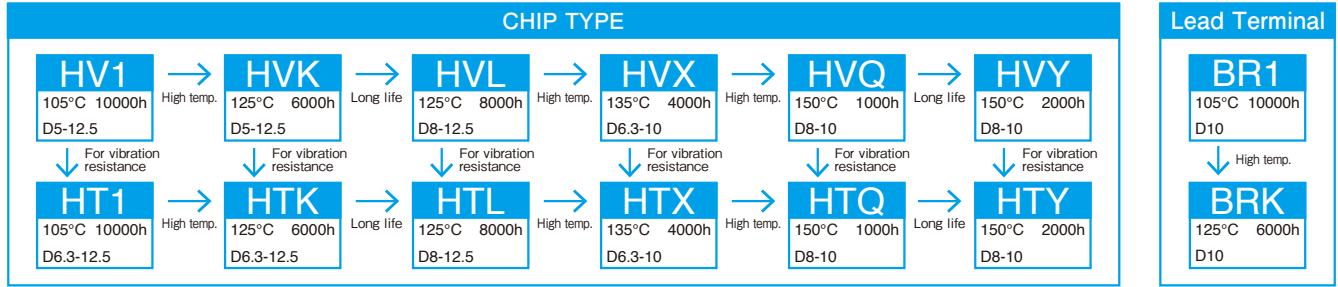 CHIP TYPE
Lead Terminal
HV1
105°C 10000h
D5-12.5
High temp.
HVK
125°C 6000h
D5-12.5
Long life
HVL
125°C 8000h
D8-12.5
High temp.
HVX
135°C 4000h
D6.3-10
High temp.
HVQ
150°C 1000h
D8-10
Long life
HVY
150°C 2000h
D8-10
BR1
105°C 10000h
D10
For vibration
resistance
For vibration
resistance
For vibration
resistance
For vibration
resistance
For vibration
resistance
For vibration
resistance
High temp.
HT1
105°C 10000h
D6.3-12.5
High temp.
HTK
125°C 6000h
D6.3-12.5
Long life
HTL
125°C 8000h
D8-12.5
High temp.
HTX
135°C 4000h
D6.3-10
High temp.
HTQ
150°C 1000h
D8-10
Long life
HTY
150°C 2000h
D8-10
BRK
125°C 6000h
D10